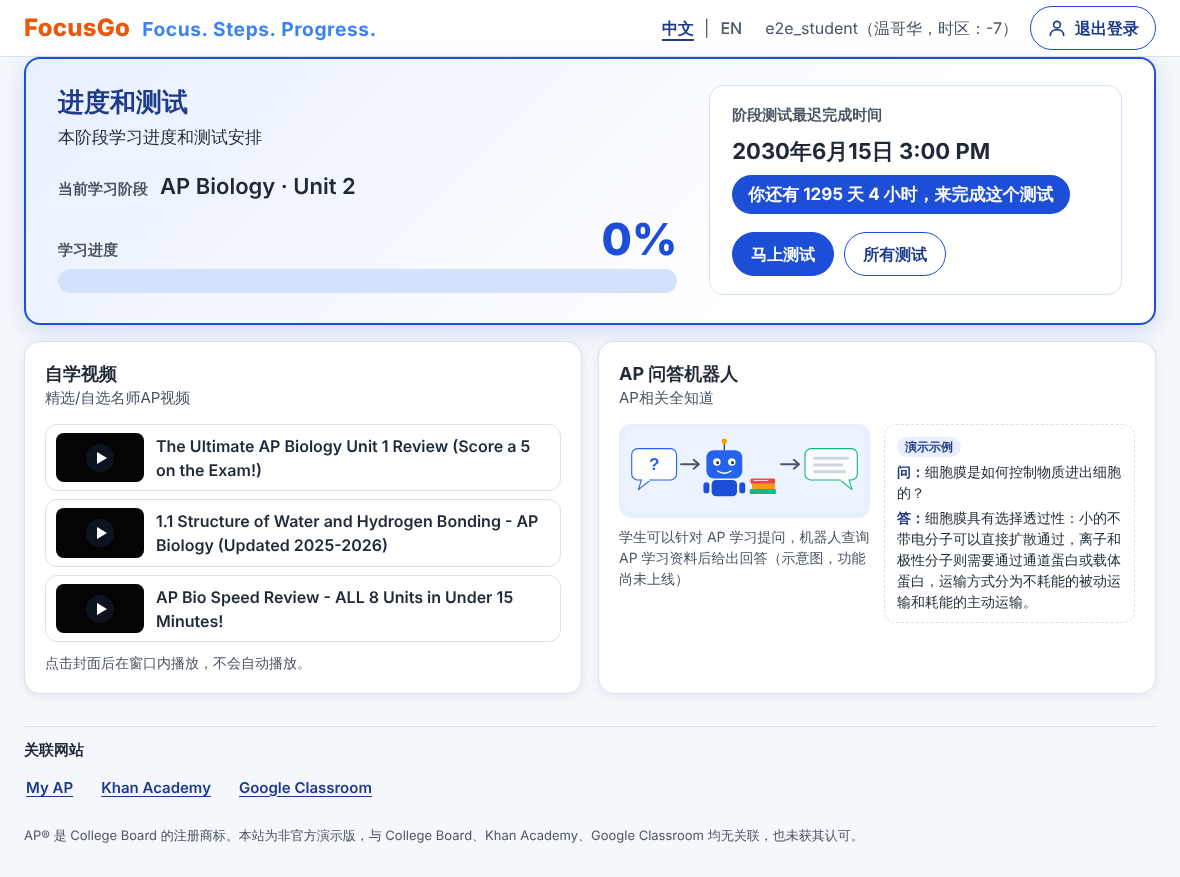 FocusGo Focus. Steps. Progress.
中文 | EN e2e_student（温哥华，时区：-7） 退出登录
进度和测试
本阶段学习进度和测试安排
当前学习阶段 AP Biology · Unit 2
学习进度 0%
阶段测试最迟完成时间
2030年6月15日 3:00 PM
你还有 1295 天 4 小时，来完成这个测试
马上测试 所有测试
自学视频
精选/自选名师AP视频
The Ultimate AP Biology Unit 1 Review (Score a 5
on the Exam!)
1.1 Structure of Water and Hydrogen Bonding - AP
Biology (Updated 2025-2026)
AP Bio Speed Review - ALL 8 Units in Under 15
Minutes!
点击封面后在窗口内播放，不会自动播放。
AP 问答机器人
AP相关全知道
?
学生可以针对 AP 学习提问，机器人查询
AP 学习资料后给出回答（示意图，功能
尚未上线）
演示示例
问：细胞膜是如何控制物质进出细胞
的？
答：细胞膜具有选择透过性：小的不
带电分子可以直接扩散通过，离子和
极性分子则需要通过通道蛋白或载体
蛋白，运输方式分为不耗能的被动运
输和耗能的主动运输。
关联网站
My AP Khan Academy Google Classroom
AP® 是 College Board 的注册商标。本站为非官方演示版，与 College Board、Khan Academy、Google Classroom 均无关联，也未获其认可。